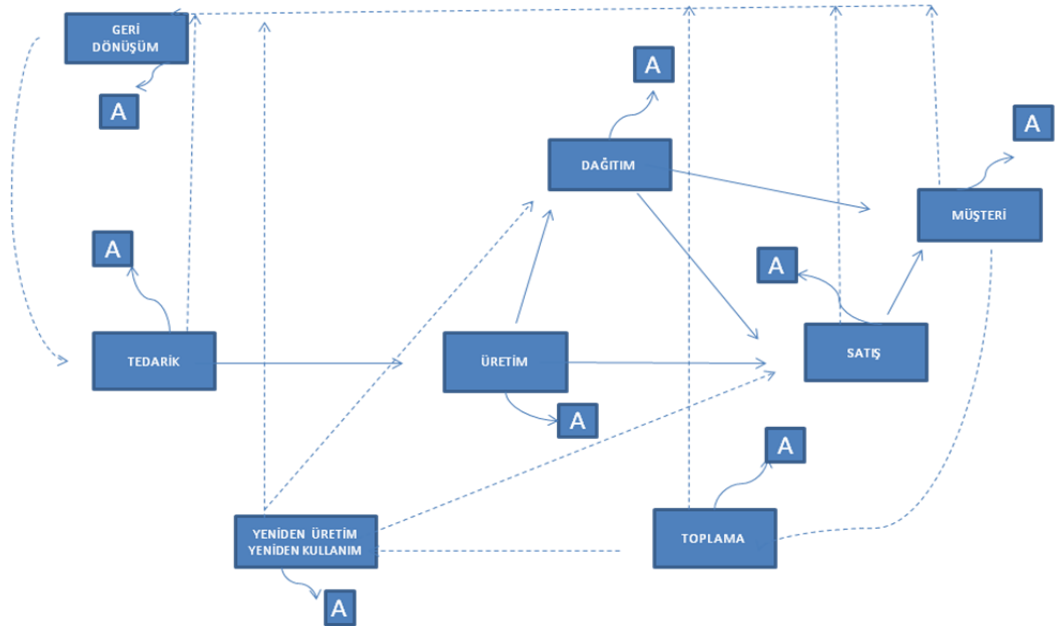 GERİ
DÖNÜŞÜM
A
A
DAĞITIM
A
MÜŞTERİ
A
A
TEDARİK
ÜRETİM
SATIŞ
A
A
YENİDEN ÜRETİM
YENİDEN KULLANIM
TOPLAMA
A